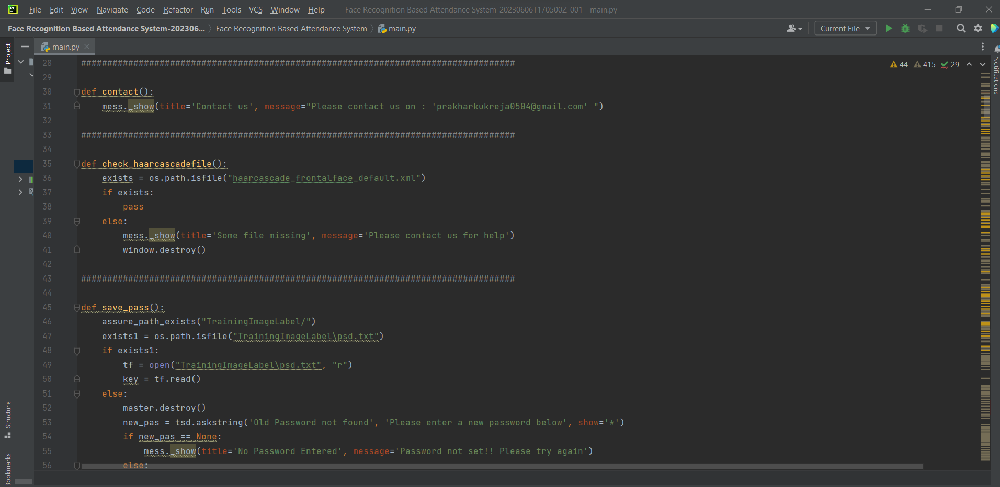 PC File Edit View Navigate Code Refactor Run Tools VCS Window Help Face Recognition Based Attendance System-20230606T170500Z-001 - main.py
Face Recognition Based Attendance System-202306... Face Recognition Based Attendance System main.py Current File
Project
main.py
44 415 29
Notifications
28 ###################################################################################
29
30 def contact():
31     mess._show(title='Contact us', message="Please contact us on : 'prakharkukreja0504@gmail.com' ")
32
33 ###################################################################################
34
35 def check_haarcascadefile():
36     exists = os.path.isfile("haarcascade_frontalface_default.xml")
37     if exists:
38         pass
39     else:
40         mess._show(title='Some file missing', message='Please contact us for help')
41         window.destroy()
42
43 ###################################################################################
44
45 def save_pass():
46     assure_path_exists("TrainingImageLabel/")
47     exists1 = os.path.isfile("TrainingImageLabel\psd.txt")
48     if exists1:
49         tf = open("TrainingImageLabel\psd.txt", "r")
50         key = tf.read()
51     else:
52         master.destroy()
53         new_pas = tsd.askstring('Old Password not found', 'Please enter a new password below', show='*')
54         if new_pas == None:
55             mess._show(title='No Password Entered', message='Password not set!! Please try again')
56         else:
Structure
Bookmarks